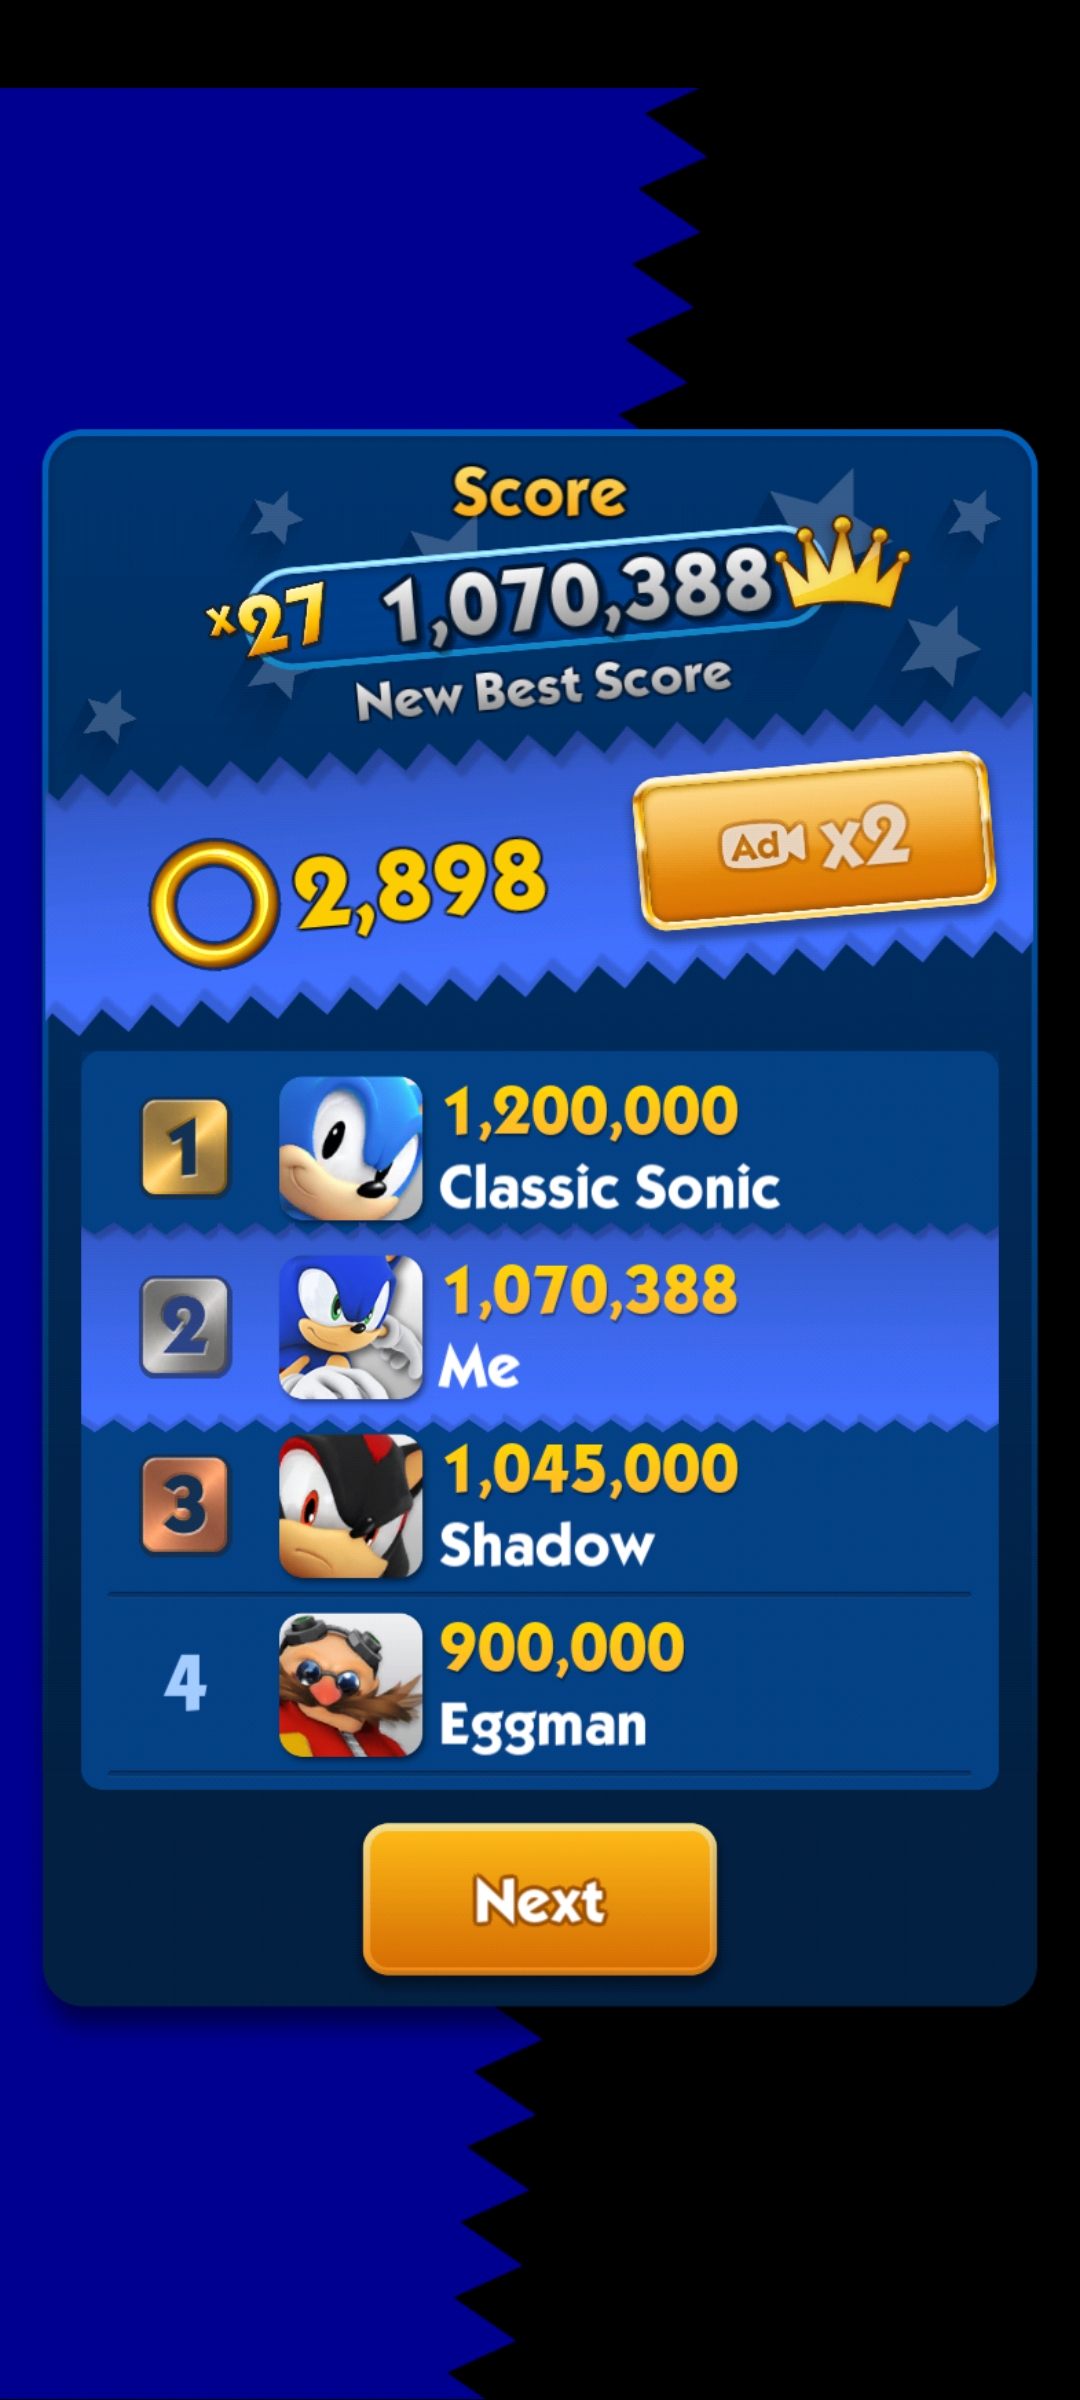 Score
x27 1,070,388
New Best Score
2,898
Ad x2
1 1,200,000
Classic Sonic
2 1,070,388
Me
3 1,045,000
Shadow
4 900,000
Eggman
Next